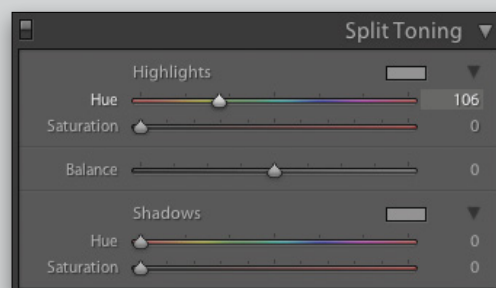 Split Toning
Highlights
Hue 106
Saturation 0
Balance 0
Shadows
Hue 0
Saturation 0